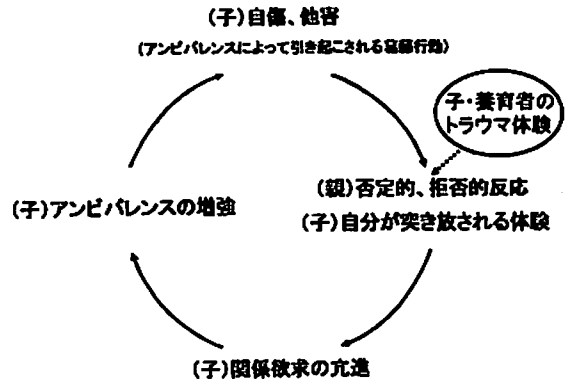 (子)自傷、他害
(アンビバレンスによって引き起こされる葛藤行動)
子・養育者の
トラウマ体験
(親)否定的、拒否的反応
(子)自分が突き放される体験
(子)アンビバレンスの増強
(子)関係欲求の亢進